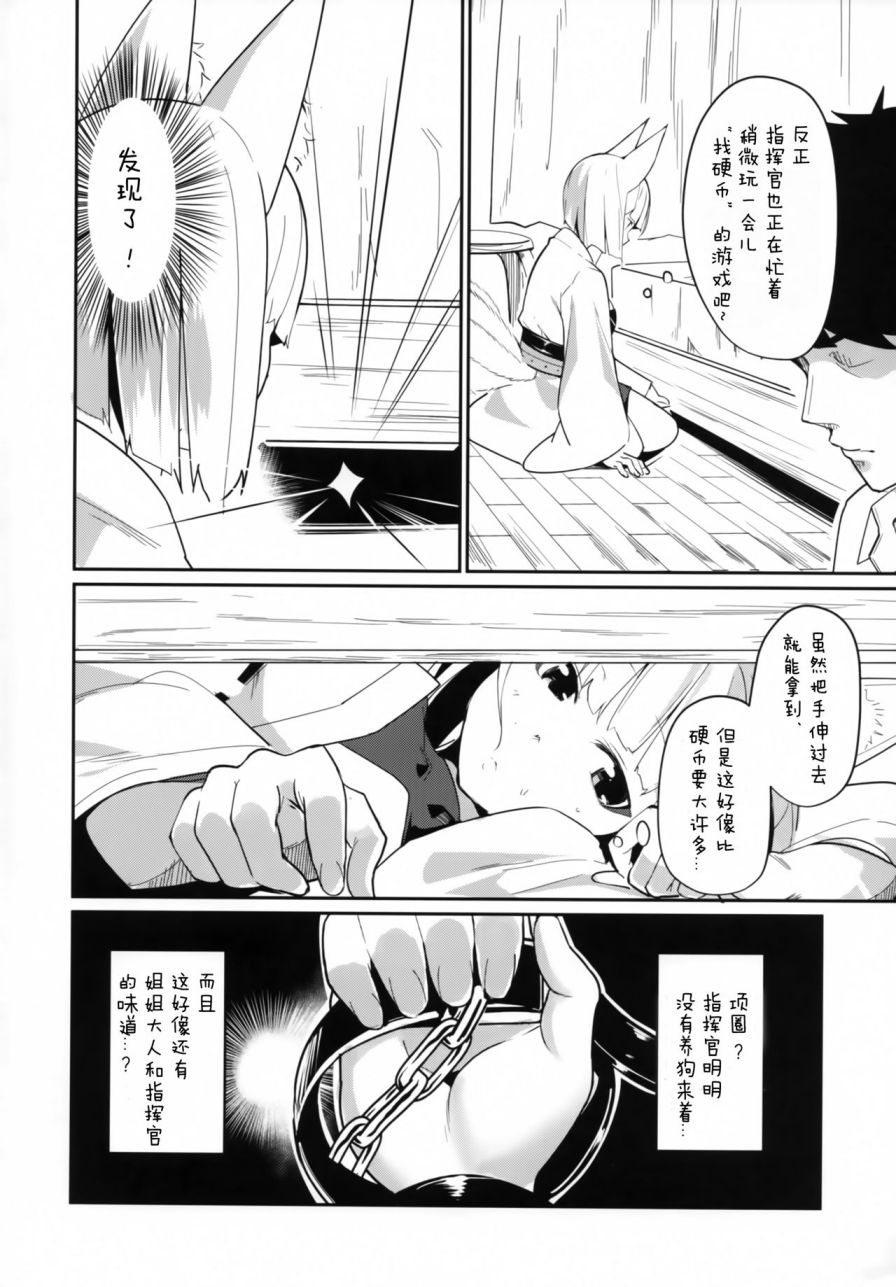 反正
指挥官也正在忙着
稍微玩一会儿
“找硬币”的游戏吧~
发现了！
虽然把手伸过去
就能拿到、
但是这好像比
硬币要大许多…
项圈？
指挥官明明
没有养狗来着…
而且
这好像还有
姐姐大人和指挥官
的味道…？